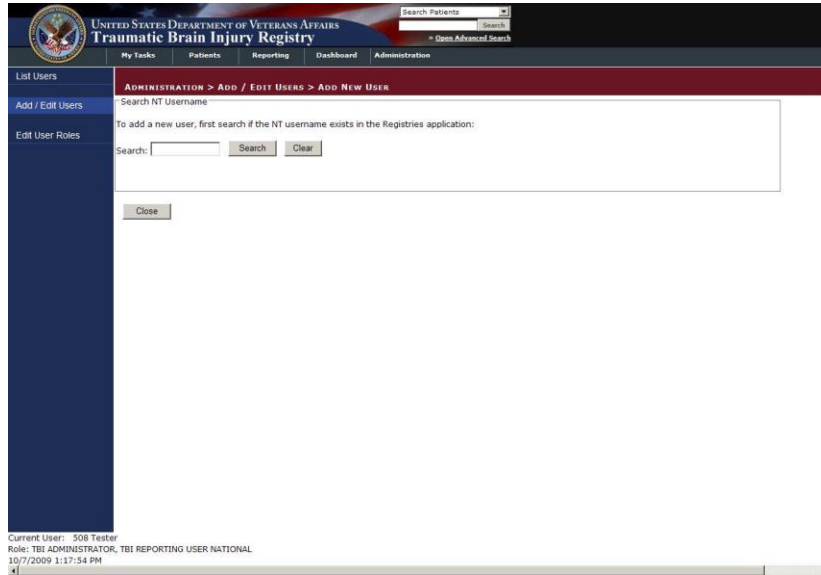 Search Patients
UNITED STATES DEPARTMENT OF VETERANS AFFAIRS
Search
Traumatic Brain Injury Registry
» Open Advanced Search
My Tasks Patients Reporting Dashboard Administration
List Users
ADMINISTRATION > ADD / EDIT USERS > ADD NEW USER
Add / Edit Users
Search NT Username
To add a new user, first search if the NT username exists in the Registries application:
Edit User Roles
Search: Search Clear
Close
Current User: 508 Tester
Role: TBI ADMINISTRATOR, TBI REPORTING USER NATIONAL
10/7/2009 1:17:54 PM